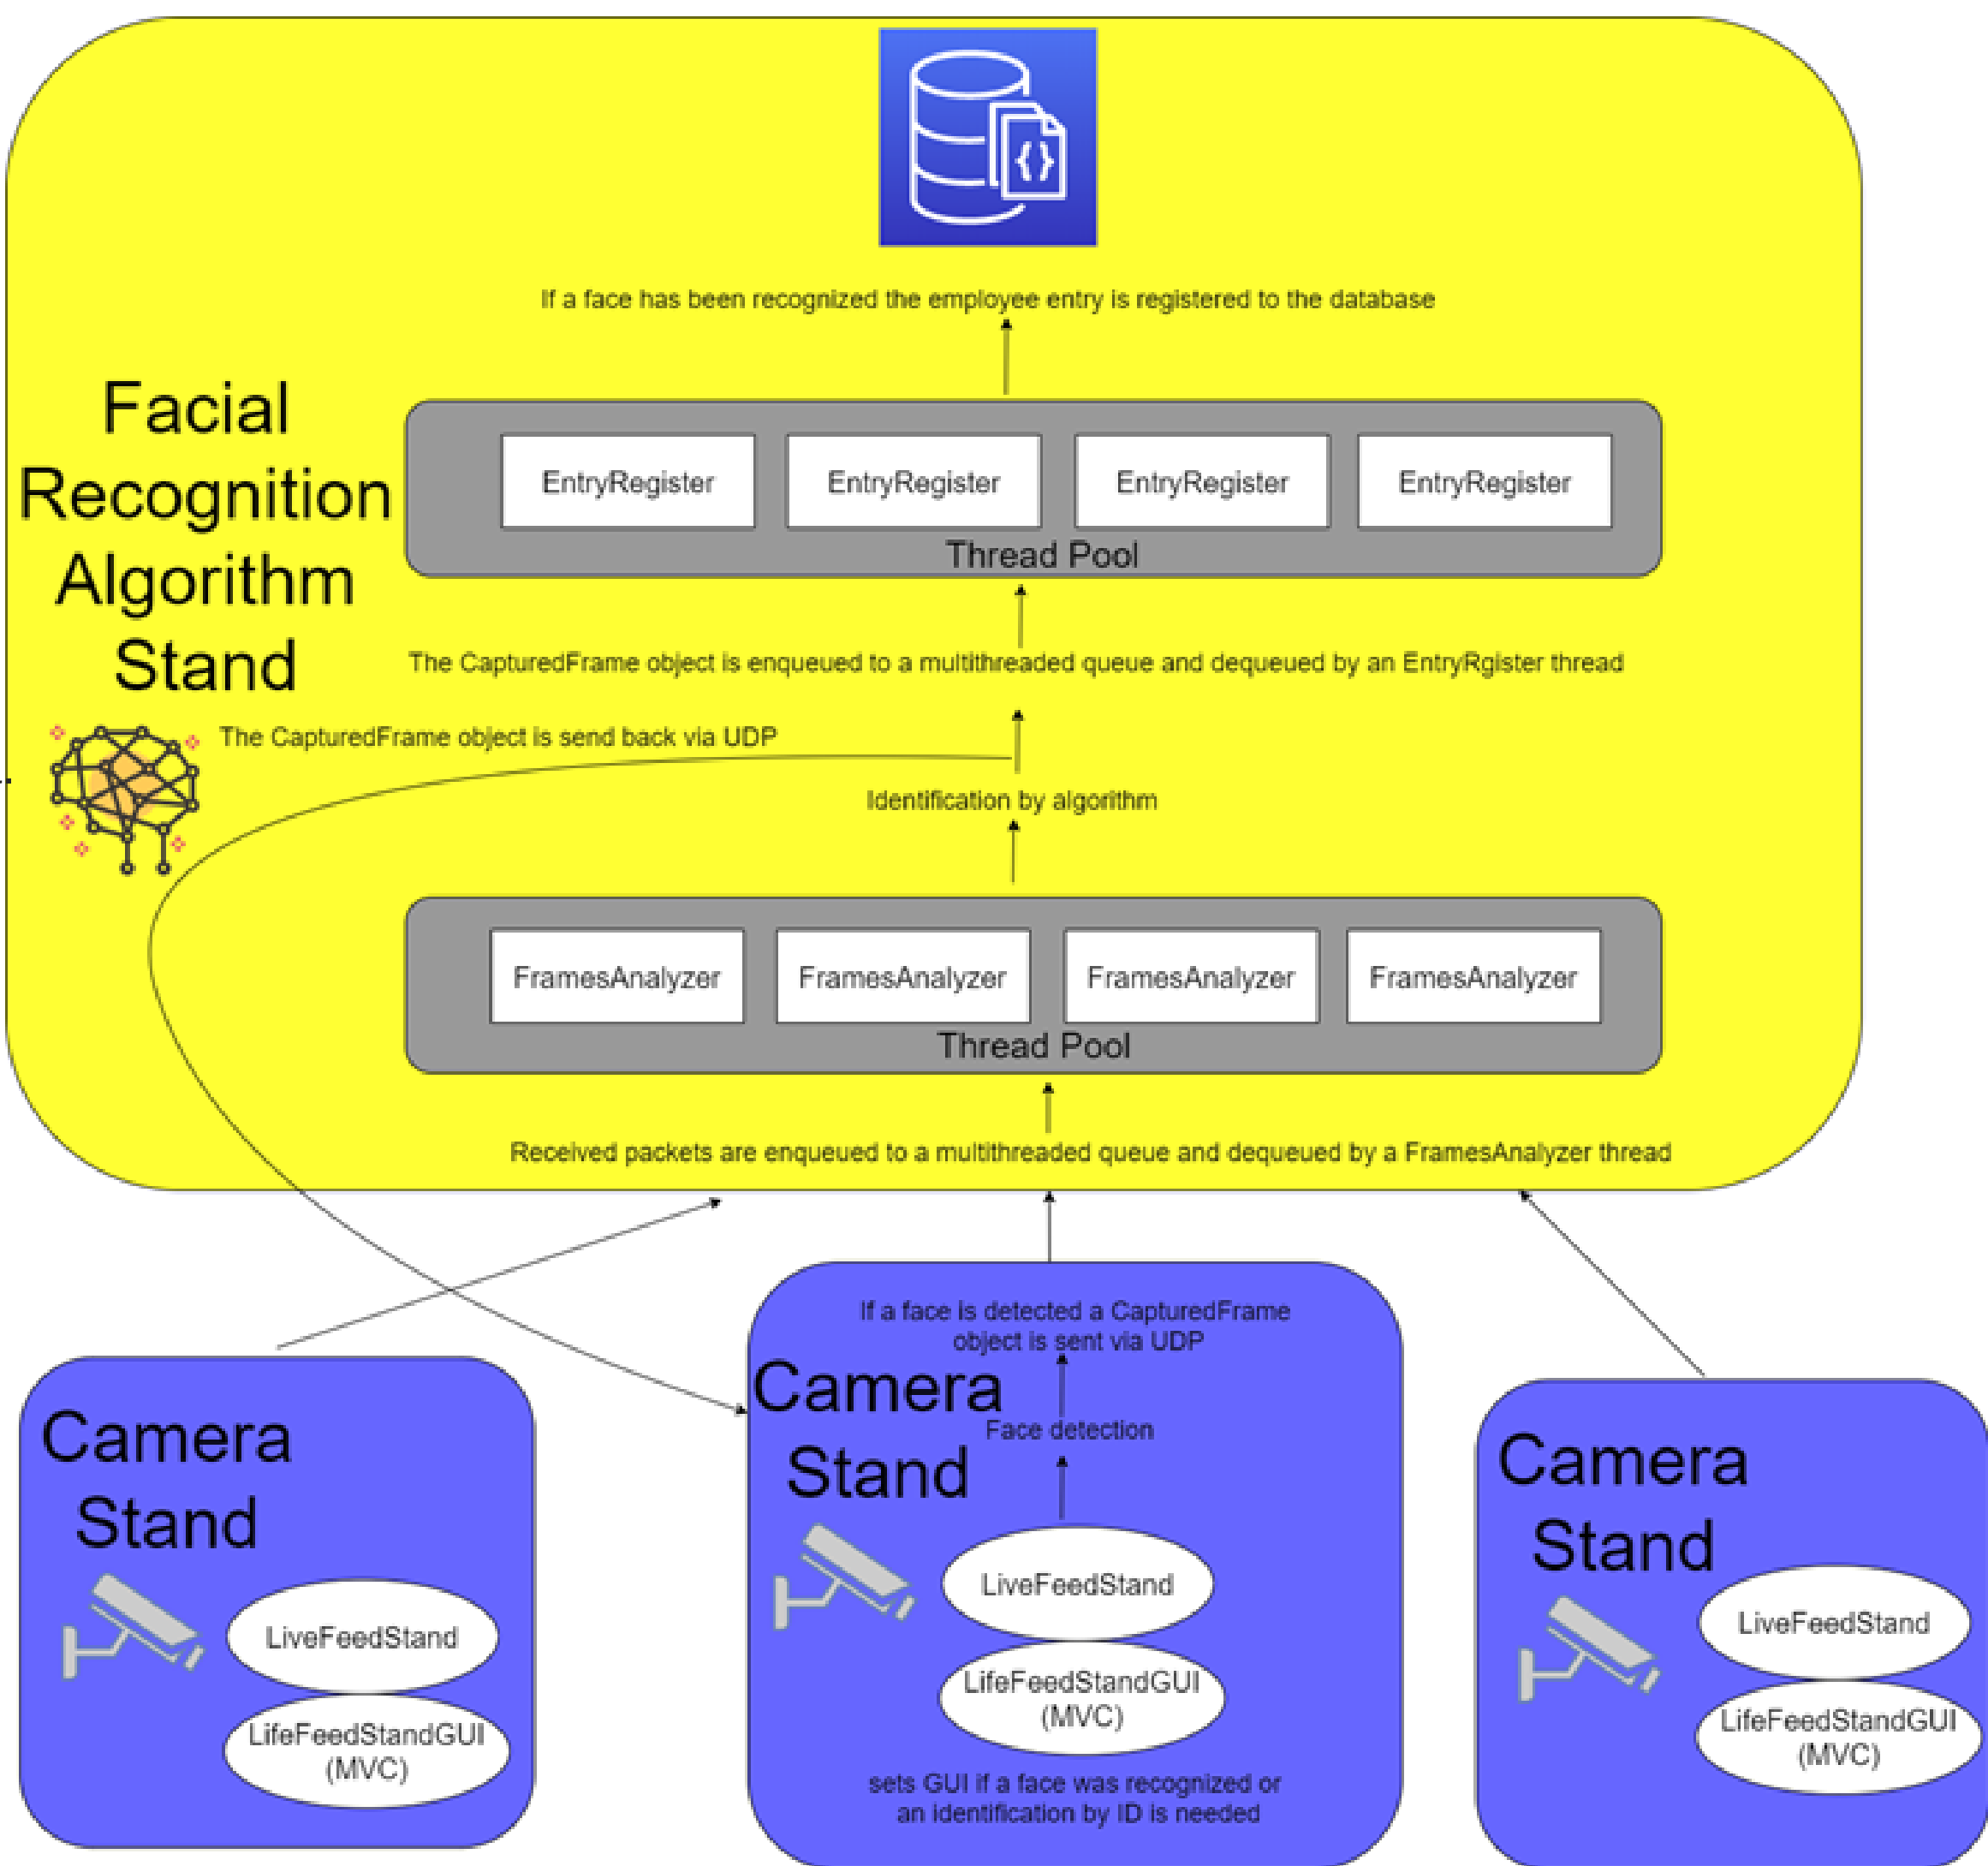 {}
If a face has been recognized the employee entry is registered to the database
Facial
Recognition
Algorithm
Stand
EntryRegister
EntryRegister
EntryRegister
EntryRegister
Thread Pool
The CapturedFrame object is enqueued to a multithreaded queue and dequeued by an EntryRgister thread
The CapturedFrame object is send back via UDP
Identification by algorithm
FramesAnalyzer
FramesAnalyzer
FramesAnalyzer
FramesAnalyzer
Thread Pool
Received packets are enqueued to a multithreaded queue and dequeued by a FramesAnalyzer thread
Camera
Stand
LiveFeedStand
LifeFeedStandGUI
(MVC)
If a face is detected a CapturedFrame
object is sent via UDP
Camera
Stand
Face detection
LiveFeedStand
LifeFeedStandGUI
(MVC)
sets GUI if a face was recognized or
an identification by ID is needed
Camera
Stand
LiveFeedStand
LifeFeedStandGUI
(MVC)